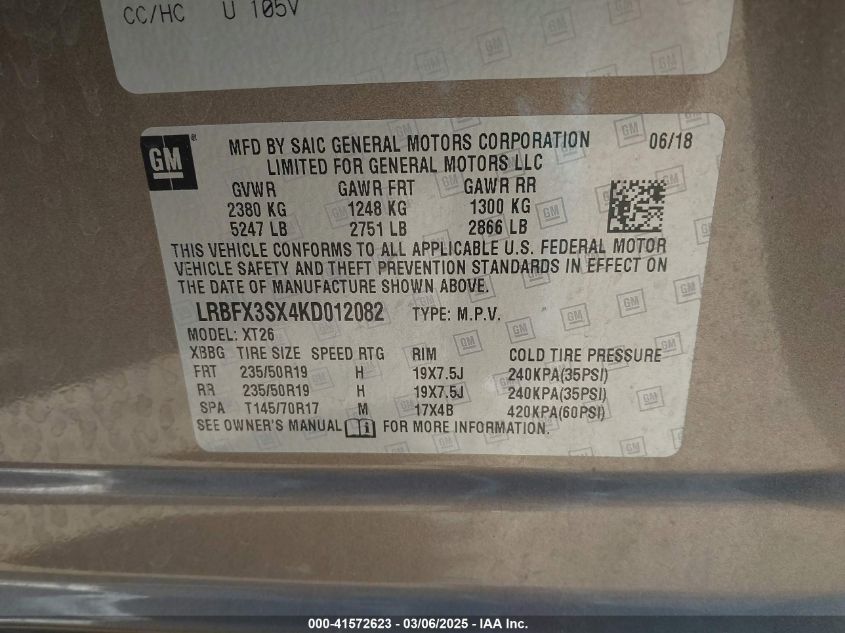 CC/HC U 105V
GM
MFD BY SAIC GENERAL MOTORS CORPORATION 06/18
LIMITED FOR GENERAL MOTORS LLC
GVWR GAWR FRT GAWR RR
2380 KG 1248 KG 1300 KG
5247 LB 2751 LB 2866 LB
THIS VEHICLE CONFORMS TO ALL APPLICABLE U.S. FEDERAL MOTOR
VEHICLE SAFETY AND THEFT PREVENTION STANDARDS IN EFFECT ON
THE DATE OF MANUFACTURE SHOWN ABOVE.
LRBFX3SX4KD012082 TYPE: M.P.V.
MODEL: XT26
XBBG TIRE SIZE SPEED RTG RIM COLD TIRE PRESSURE
FRT 235/50R19 H 19X7.5J 240KPA(35PSI)
RR 235/50R19 H 19X7.5J 240KPA(35PSI)
SPA T145/70R17 M 17X4B 420KPA(60PSI)
SEE OWNER'S MANUAL FOR MORE INFORMATION.
000-41572623 / 03/06/2025 - IAA Inc.